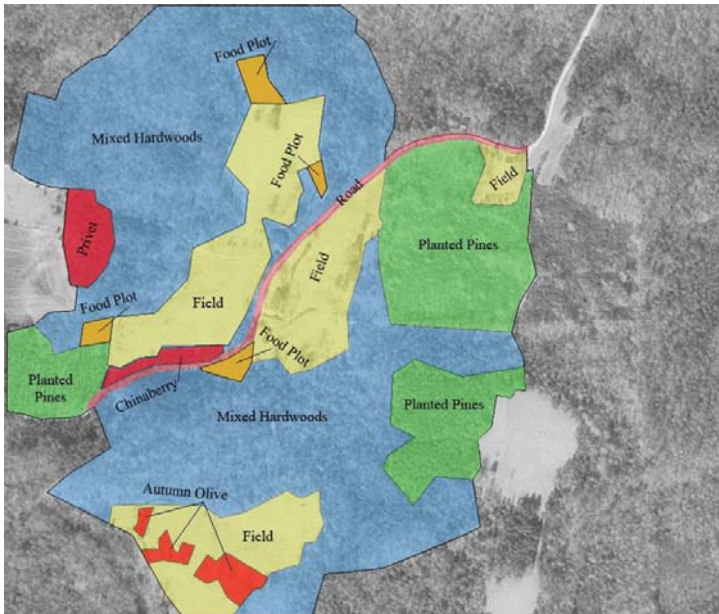 Food Plot
Mixed Hardwoods
Food Plot
Road
Field
Privet
Planted Pines
Field
Food Plot
Field
Food Plot
Planted
Pines
Chinaberry
Planted Pines
Mixed Hardwoods
Autumn Olive
Field